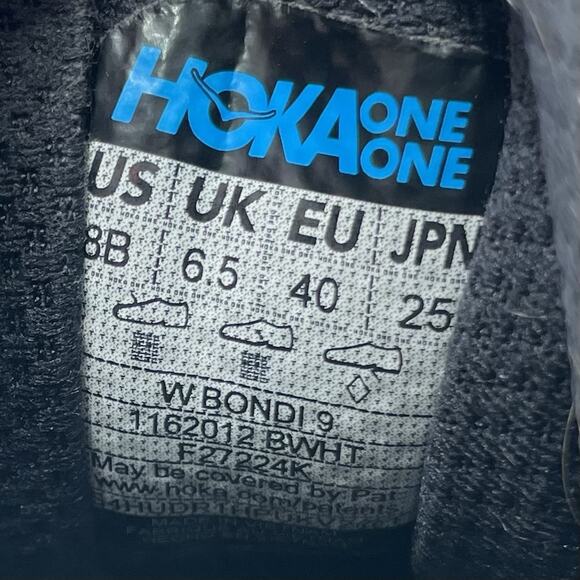 HOKA ONE ONE
US UK EU JPN
8B 6.5 40 25
W BONDI 9
1162012 BWHT
F27224K
May be covered by Pat
www.hoka.com/patents